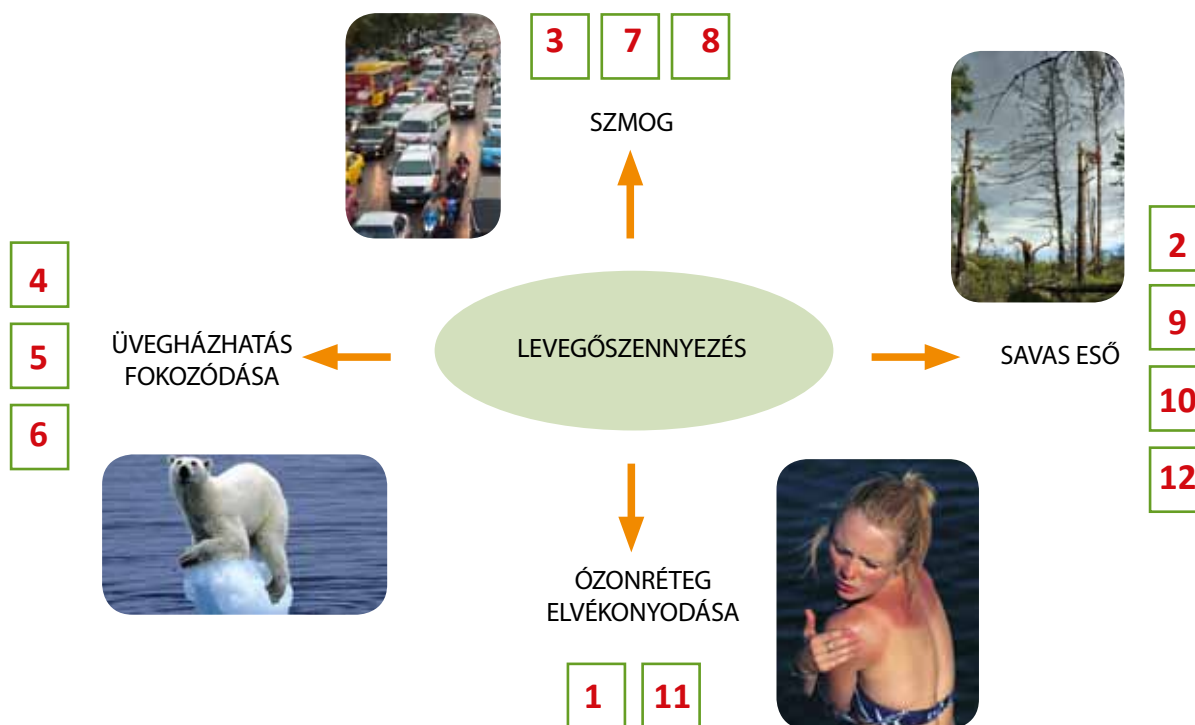 3 7 8
SZMOG
4
5
6
ÜVEGHÁZHATÁS
FOKOZÓDÁSA
LEVEGŐSZENNYEZÉS
SAVAS ESŐ
2
9
10
12
ÓZONRÉTEG
ELVÉKONYODÁSA
1 11